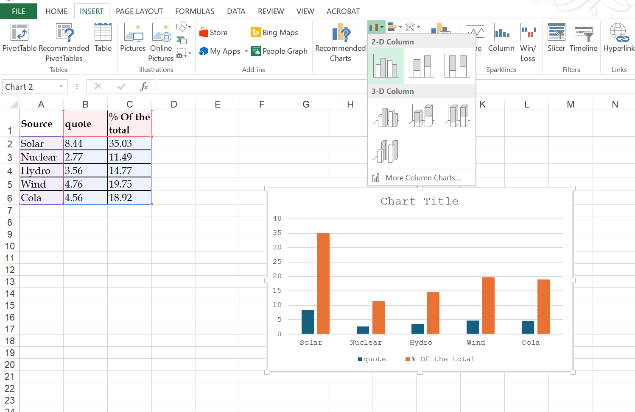 FILE HOME INSERT PAGE LAYOUT FORMULAS DATA REVIEW VIEW ACROBAT
PivotTable Recommended PivotTables Table
Tables
Pictures Online Pictures
Illustrations
Store
My Apps
Bing Maps
People Graph
Add-ins
Recommended Charts
2-D Column
3-D Column
More Column Charts...
Column Win/ Loss
Sparklines
Slicer Timeline
Filters
Hyperlink
Links
Chart 2 fx
A B C D E F G H K L M N
1 Source quote % Of the total
2 Solar 8.44 35.03
3 Nuclear 2.77 11.49
4 Hydro 3.56 14.77
5 Wind 4.76 19.75
6 Cola 4.56 18.92
7
8
9
10
11
12
13
14
15
16
17
18
19
20
21
22
23
24
Chart Title
40
35
30
25
20
15
10
5
0
Solar Nuclear Hydro Wind Cola
quote % Of the total